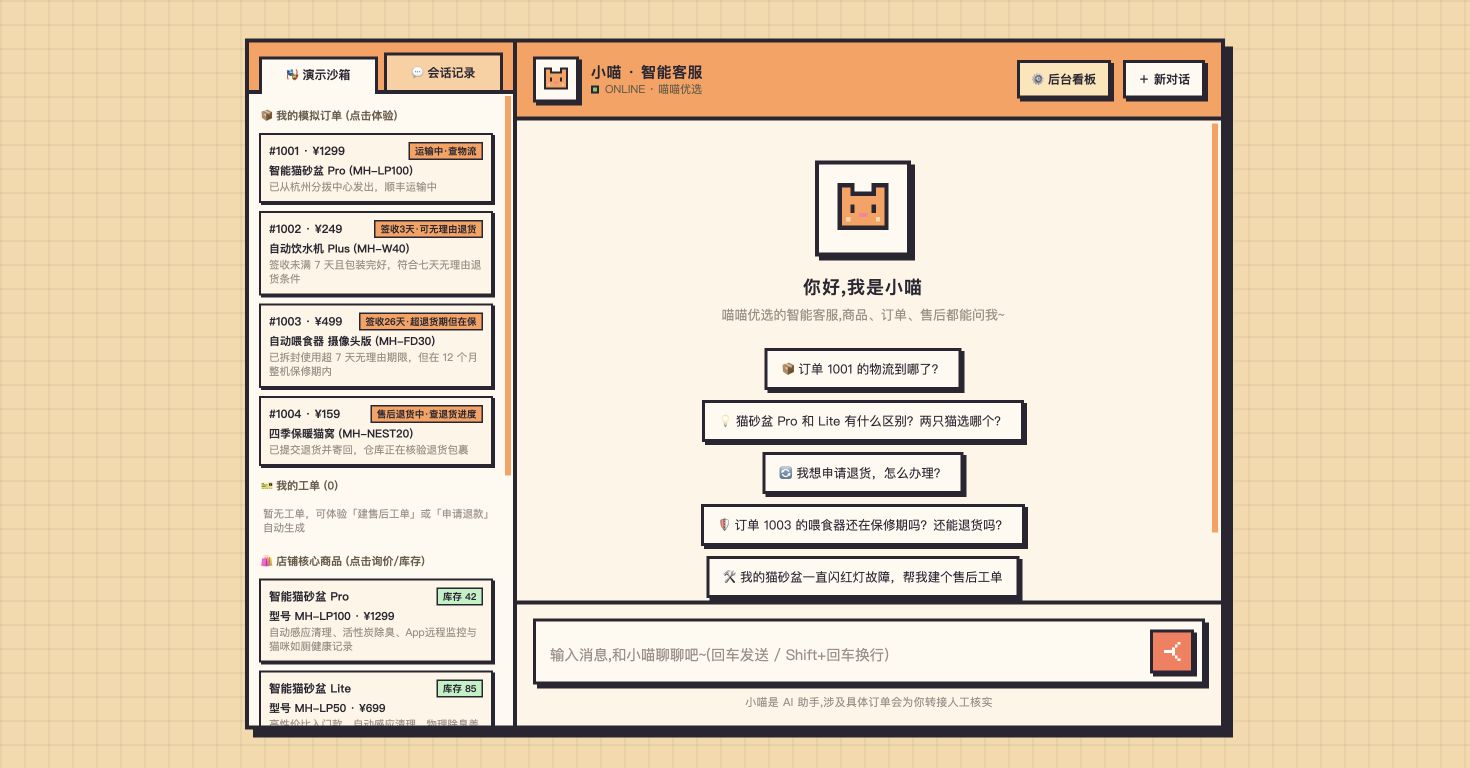 演示沙箱
会话记录
我的模拟订单 (点击体验)
#1001 · ¥1299
运输中·查物流
智能猫砂盆 Pro (MH-LP100)
已从杭州分拨中心发出，顺丰运输中
#1002 · ¥249
签收3天·可无理由退货
自动饮水机 Plus (MH-W40)
签收未满 7 天且包装完好，符合七天无理由退
货条件
#1003 · ¥499
签收26天·超退货期但在保
自动喂食器 摄像头版 (MH-FD30)
已拆封使用超 7 天无理由期限，但在 12 个月
整机保修期内
#1004 · ¥159
售后退货中·查退货进度
四季保暖猫窝 (MH-NEST20)
已提交退货并寄回，仓库正在核验退货包裹
我的工单 (0)
暂无工单，可体验「建售后工单」或「申请退款」
自动生成
店铺核心商品 (点击询价/库存)
智能猫砂盆 Pro
库存 42
型号 MH-LP100 · ¥1299
自动感应清理、活性炭除臭、App远程监控与
猫咪如厕健康记录
智能猫砂盆 Lite
库存 85
型号 MH-LP50 · ¥699
高性价比入门款，自动感应清理，物理除臭盖
小喵 · 智能客服
ONLINE · 喵喵优选
后台看板
+ 新对话
你好,我是小喵
喵喵优选的智能客服,商品、订单、售后都能问我~
订单 1001 的物流到哪了?
猫砂盆 Pro 和 Lite 有什么区别? 两只猫选哪个?
我想申请退货，怎么办理?
订单 1003 的喂食器还在保修期吗? 还能退货吗?
我的猫砂盆一直闪红灯故障，帮我建个售后工单
输入消息,和小喵聊聊吧~(回车发送 / Shift+回车换行)
小喵是 AI 助手,涉及具体订单会为你转接人工核实